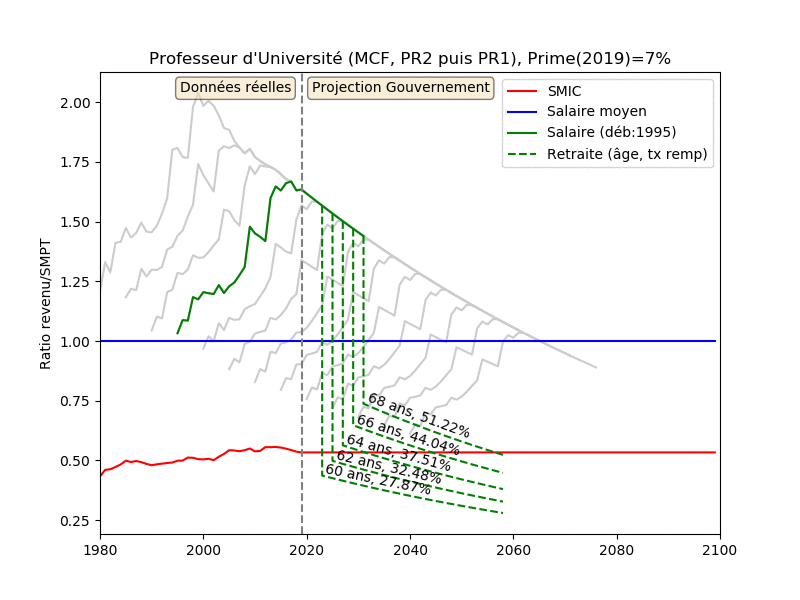 Professeur d'Université (MCF, PR2 puis PR1), Prime(2019)=7%
Données réelles
Projection Gouvernement
SMIC
Salaire moyen
Salaire (déb:1995)
Retraite (âge, tx remp)
Ratio revenu/SMPT
2.00
1.75
1.50
1.25
1.00
0.75
0.50
0.25
68 ans, 51.22%
66 ans, 44.04%
64 ans, 37.51%
62 ans, 32.48%
60 ans, 27.87%
1980
2000
2020
2040
2060
2080
2100